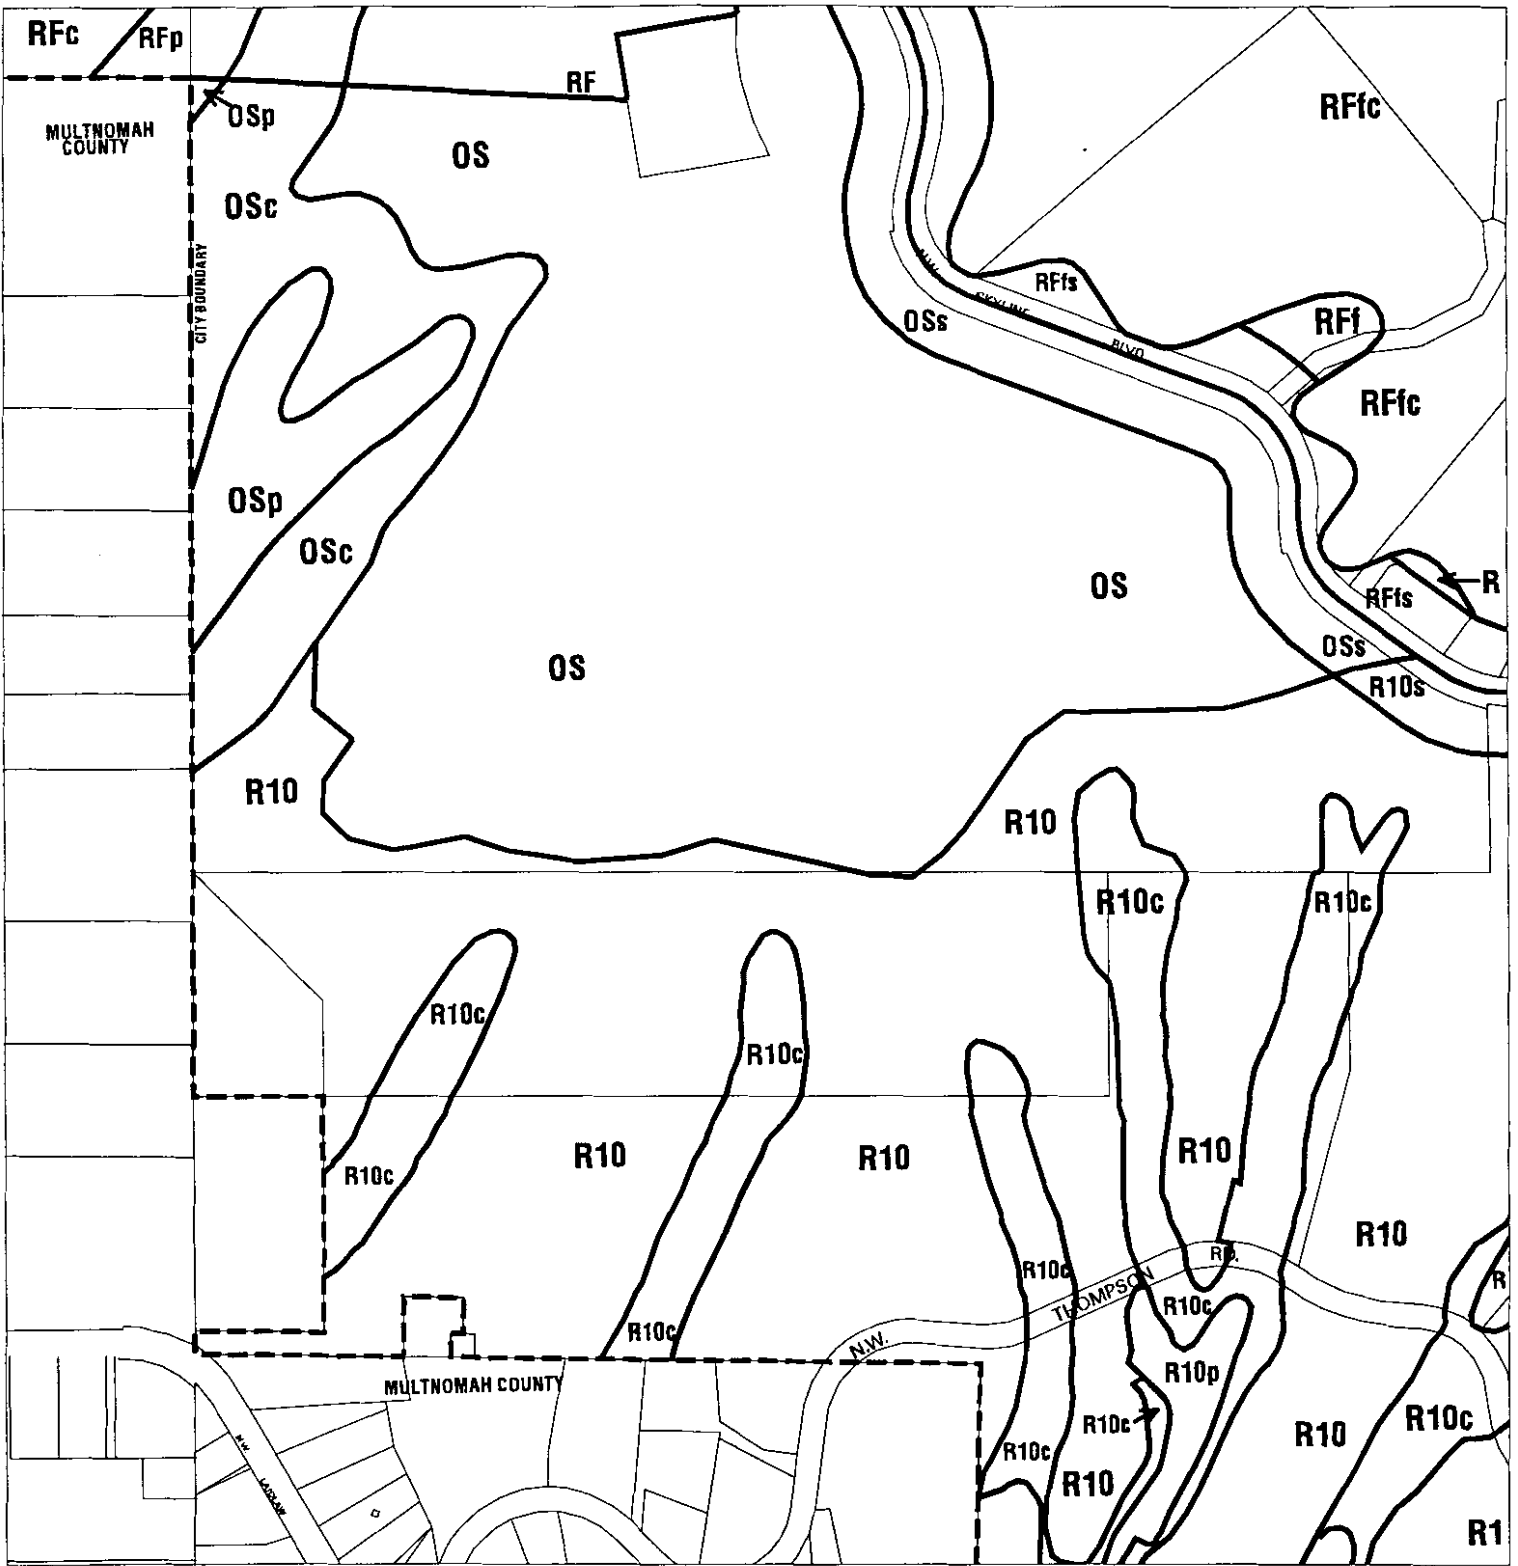 RFc
RFp
RF
OSp
MULTNOMAH
COUNTY
OS
RFfc
OSc
CITY BOUNDARY
N.W.
SKYLINE
BLVD
RFfs
OSs
RFf
RFfc
OSp
OSc
OS
R
RFfs
OSs
R10s
OS
R10
R10
R10c
R10c
R10c
R10c
R10c
R10
R10
R10
R10
R10c
R10c
N.W.
THOMPSON
RD.
R10c
R
MULTNOMAH COUNTY
R10p
R10c
R10c
R10
R10
R10c
R1
N.W.
LAIDLAW